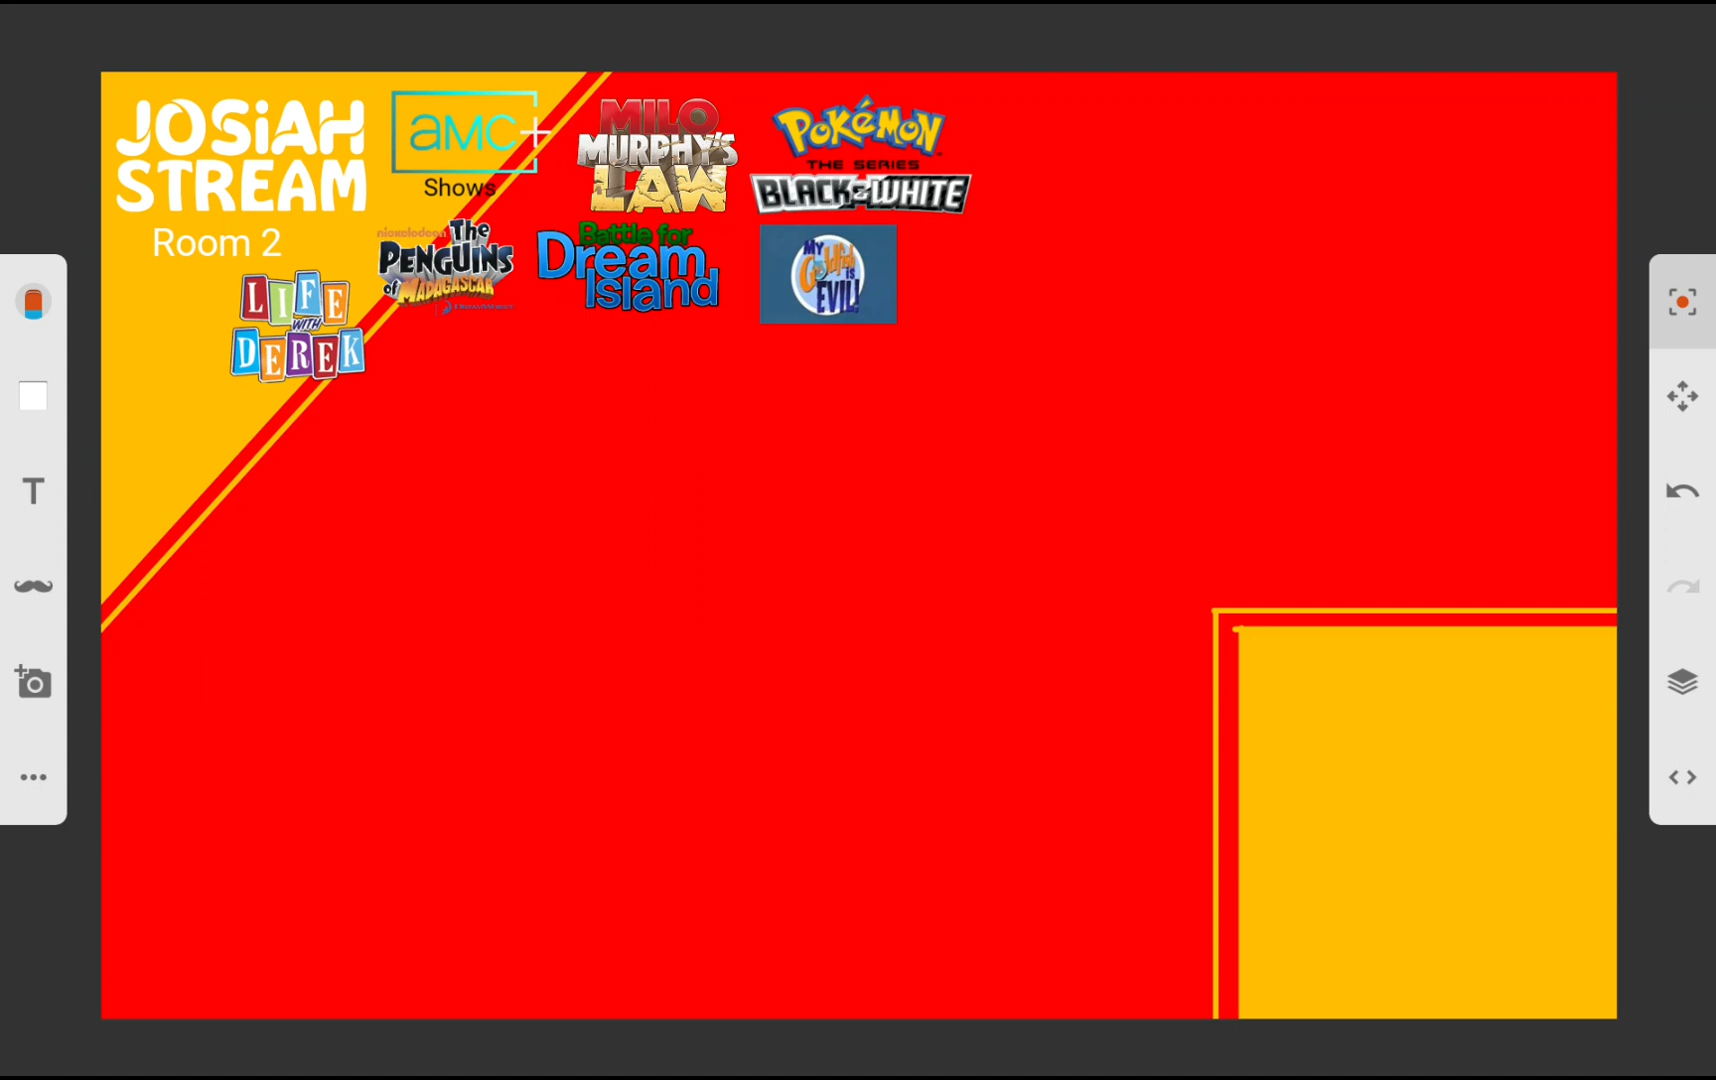 JOSiAH
STREAM
Room 2
aMC+
Shows
MILO
MURPHY'S
LAW
POKéMON
THE SERIES
BLACK & WHITE
LIFE
WITH
DEREK
nickelodeon The
PENGUINS
of MADAGASCAR
DREAMWORKS
Battle for
Dream
Island
MY
Goldfish
IS
EVIL!
T